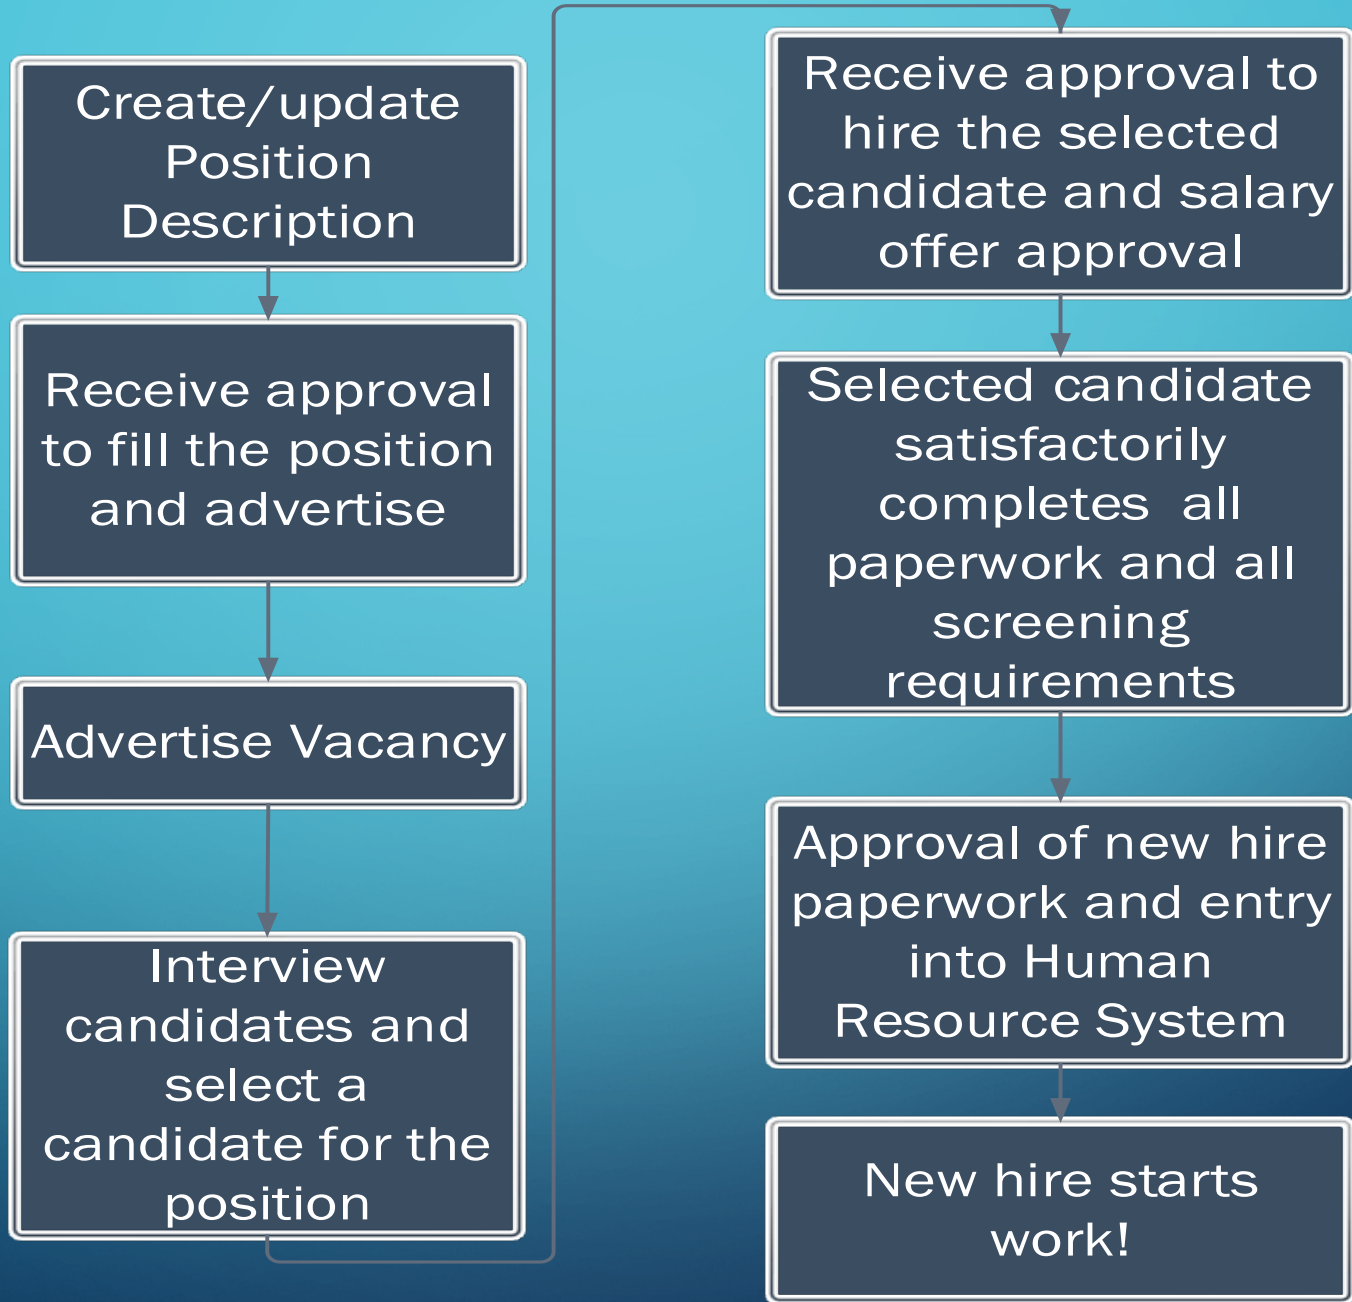 Create/update
Position
Description
Receive approval
to fill the position
and advertise
Advertise Vacancy
Interview
candidates and
select a
candidate for the
position
Receive approval to
hire the selected
candidate and salary
offer approval
Selected candidate
satisfactorily
completes  all
paperwork and all
screening
requirements
Approval of new hire
paperwork and entry
into Human
Resource System
New hire starts
work!